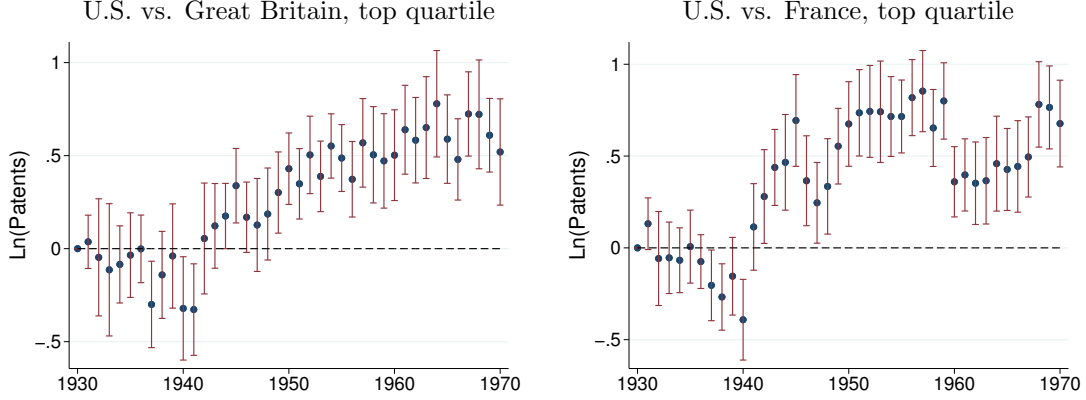 U.S. vs. Great Britain, top quartile
Ln(Patents)
1
.5
0
−.5
1930 1940 1950 1960 1970
U.S. vs. France, top quartile
Ln(Patents)
1
.5
0
−.5
1930 1940 1950 1960 1970